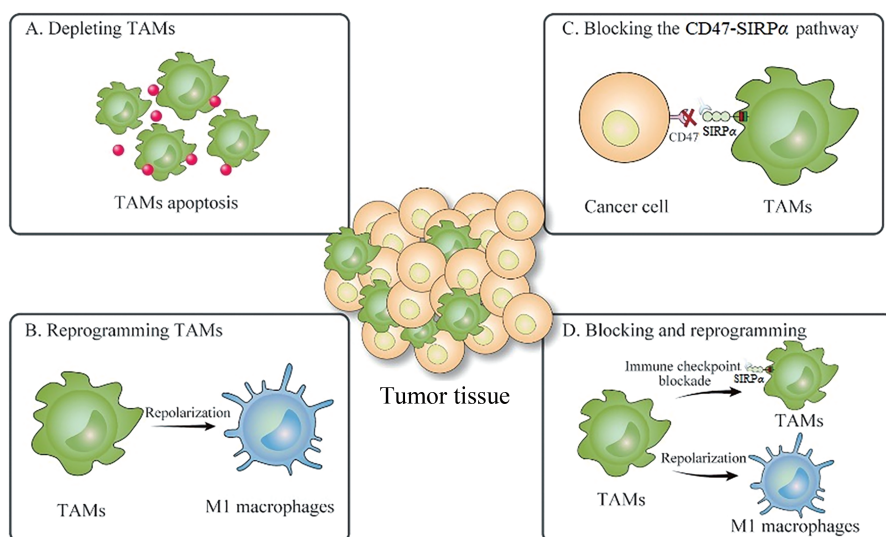 A. Depleting TAMs
TAMs apoptosis
B. Reprogramming TAMs
Repolarization
TAMs
M1 macrophages
Tumor tissue
C. Blocking the CD47-SIRPα pathway
CD47
SIRPα
Cancer cell
TAMs
D. Blocking and reprogramming
Immune checkpoint
blockade
SIRPα
TAMs
TAMs
Repolarization
M1 macrophages